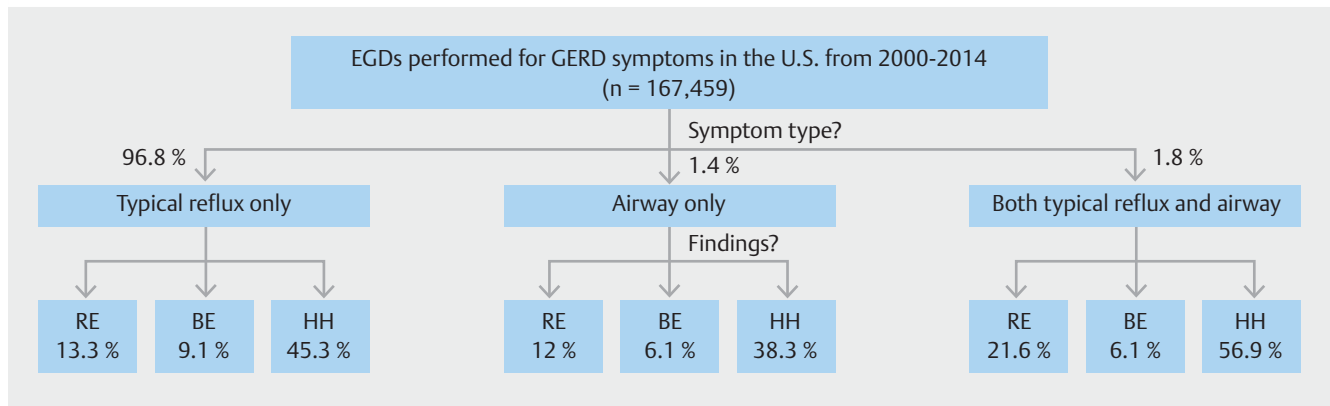 EGDs performed for GERD symptoms in the U.S. from 2000-2014
(n = 167,459)
Symptom type?
96.8 %
1.4 %
1.8 %
Typical reflux only
Airway only
Both typical reflux and airway
Findings?
RE
13.3 %
BE
9.1 %
HH
45.3 %
RE
12 %
BE
6.1 %
HH
38.3 %
RE
21.6 %
BE
6.1 %
HH
56.9 %